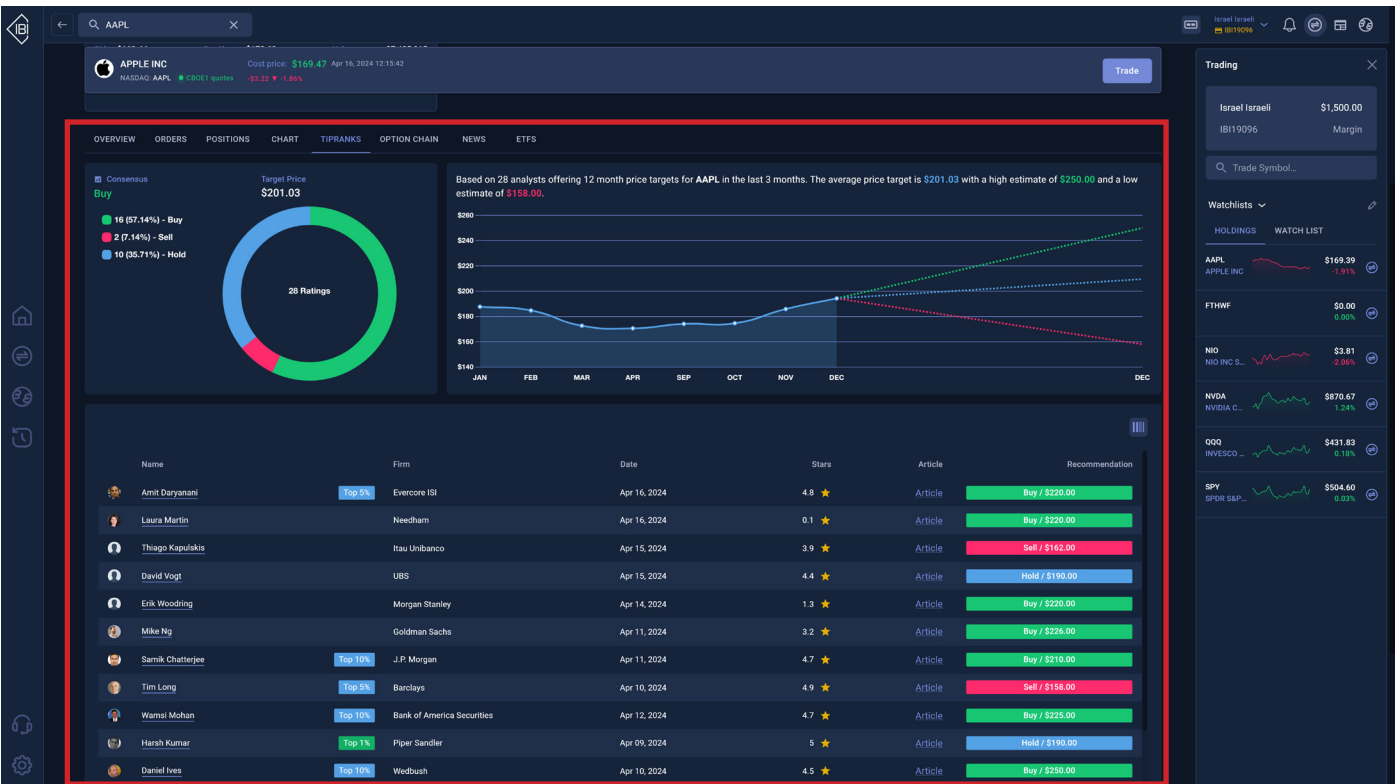 IBI
AAPL
Israel Israeli
IBI19096
APPLE INC
Cost price: $169.47 Apr 16, 2024 12:15:42
NASDAQ: AAPL CBOE1 quotes -$3.22 ▼ -1.86%
Trade
OVERVIEW ORDERS POSITIONS CHART TIPRANKS OPTION CHAIN NEWS ETFS
Consensus
Buy
Target Price
$201.03
16 (57.14%) - Buy
2 (7.14%) - Sell
10 (35.71%) - Hold
28 Ratings
Based on 28 analysts offering 12 month price targets for AAPL in the last 3 months. The average price target is $201.03 with a high estimate of $250.00 and a low
estimate of $158.00.
$260
$240
$220
$200
$180
$160
$140
JAN FEB MAR APR SEP OCT NOV DEC DEC
Name Firm Date Stars Article Recommendation
Amit Daryanani Top 5% Evercore ISI Apr 16, 2024 4.8 Article Buy / $220.00
Laura Martin Needham Apr 16, 2024 0.1 Article Buy / $220.00
Thiago Kapulskis Itau Unibanco Apr 15, 2024 3.9 Article Sell / $162.00
David Vogt UBS Apr 15, 2024 4.4 Article Hold / $190.00
Erik Woodring Morgan Stanley Apr 14, 2024 1.3 Article Buy / $220.00
Mike Ng Goldman Sachs Apr 11, 2024 3.2 Article Buy / $226.00
Samik Chatterjee Top 10% J.P. Morgan Apr 11, 2024 4.7 Article Buy / $210.00
Tim Long Top 5% Barclays Apr 10, 2024 4.9 Article Sell / $158.00
Wamsi Mohan Top 10% Bank of America Securities Apr 12, 2024 4.7 Article Buy / $225.00
Harsh Kumar Top 1% Piper Sandler Apr 09, 2024 5 Article Hold / $190.00
Daniel Ives Top 10% Wedbush Apr 10, 2024 4.5 Article Buy / $250.00
Trading
Israel Israeli $1,500.00
IBI19096 Margin
Trade Symbol...
Watchlists
HOLDINGS WATCH LIST
AAPL $169.39
APPLE INC -1.91%
FTHWF $0.00
0.00%
NIO $3.81
NIO INC S... -2.06%
NVDA $870.67
NVIDIA C... 1.24%
QQQ $431.83
INVESCO ... 0.18%
SPY $504.60
SPDR S&P... 0.03%